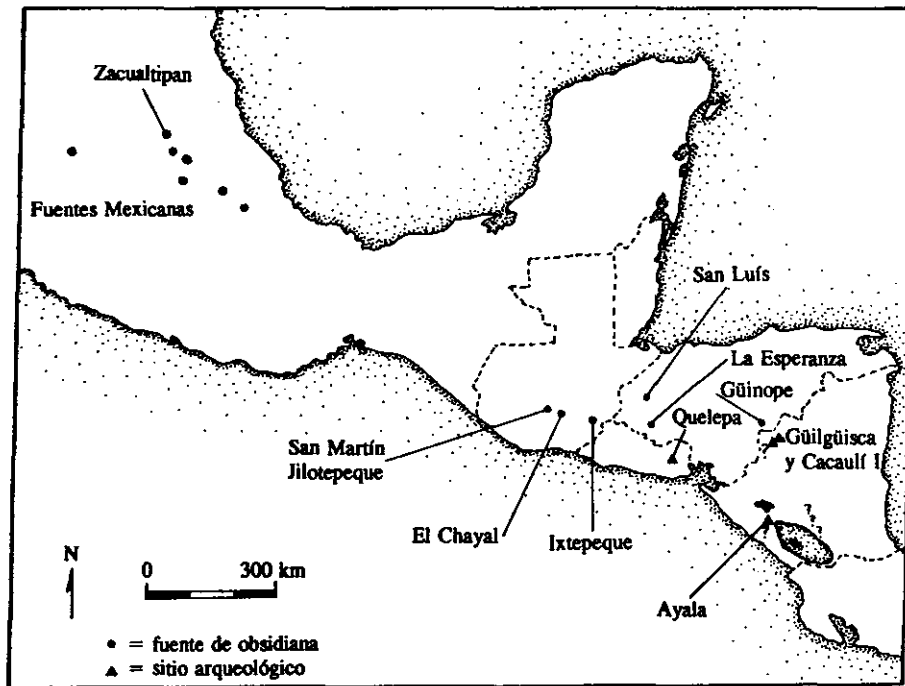 Zacualtipan
Fuentes Mexicanas
San Luís
La Esperanza
Güinope
Quelepa
Güilgüisca
y Cacaulí 1
San Martín
Jilotepeque
El Chayal
Ixtepeque
Ayala
N
0 300 km
? ?
?
● = fuente de obsidiana
▲ = sitio arqueológico